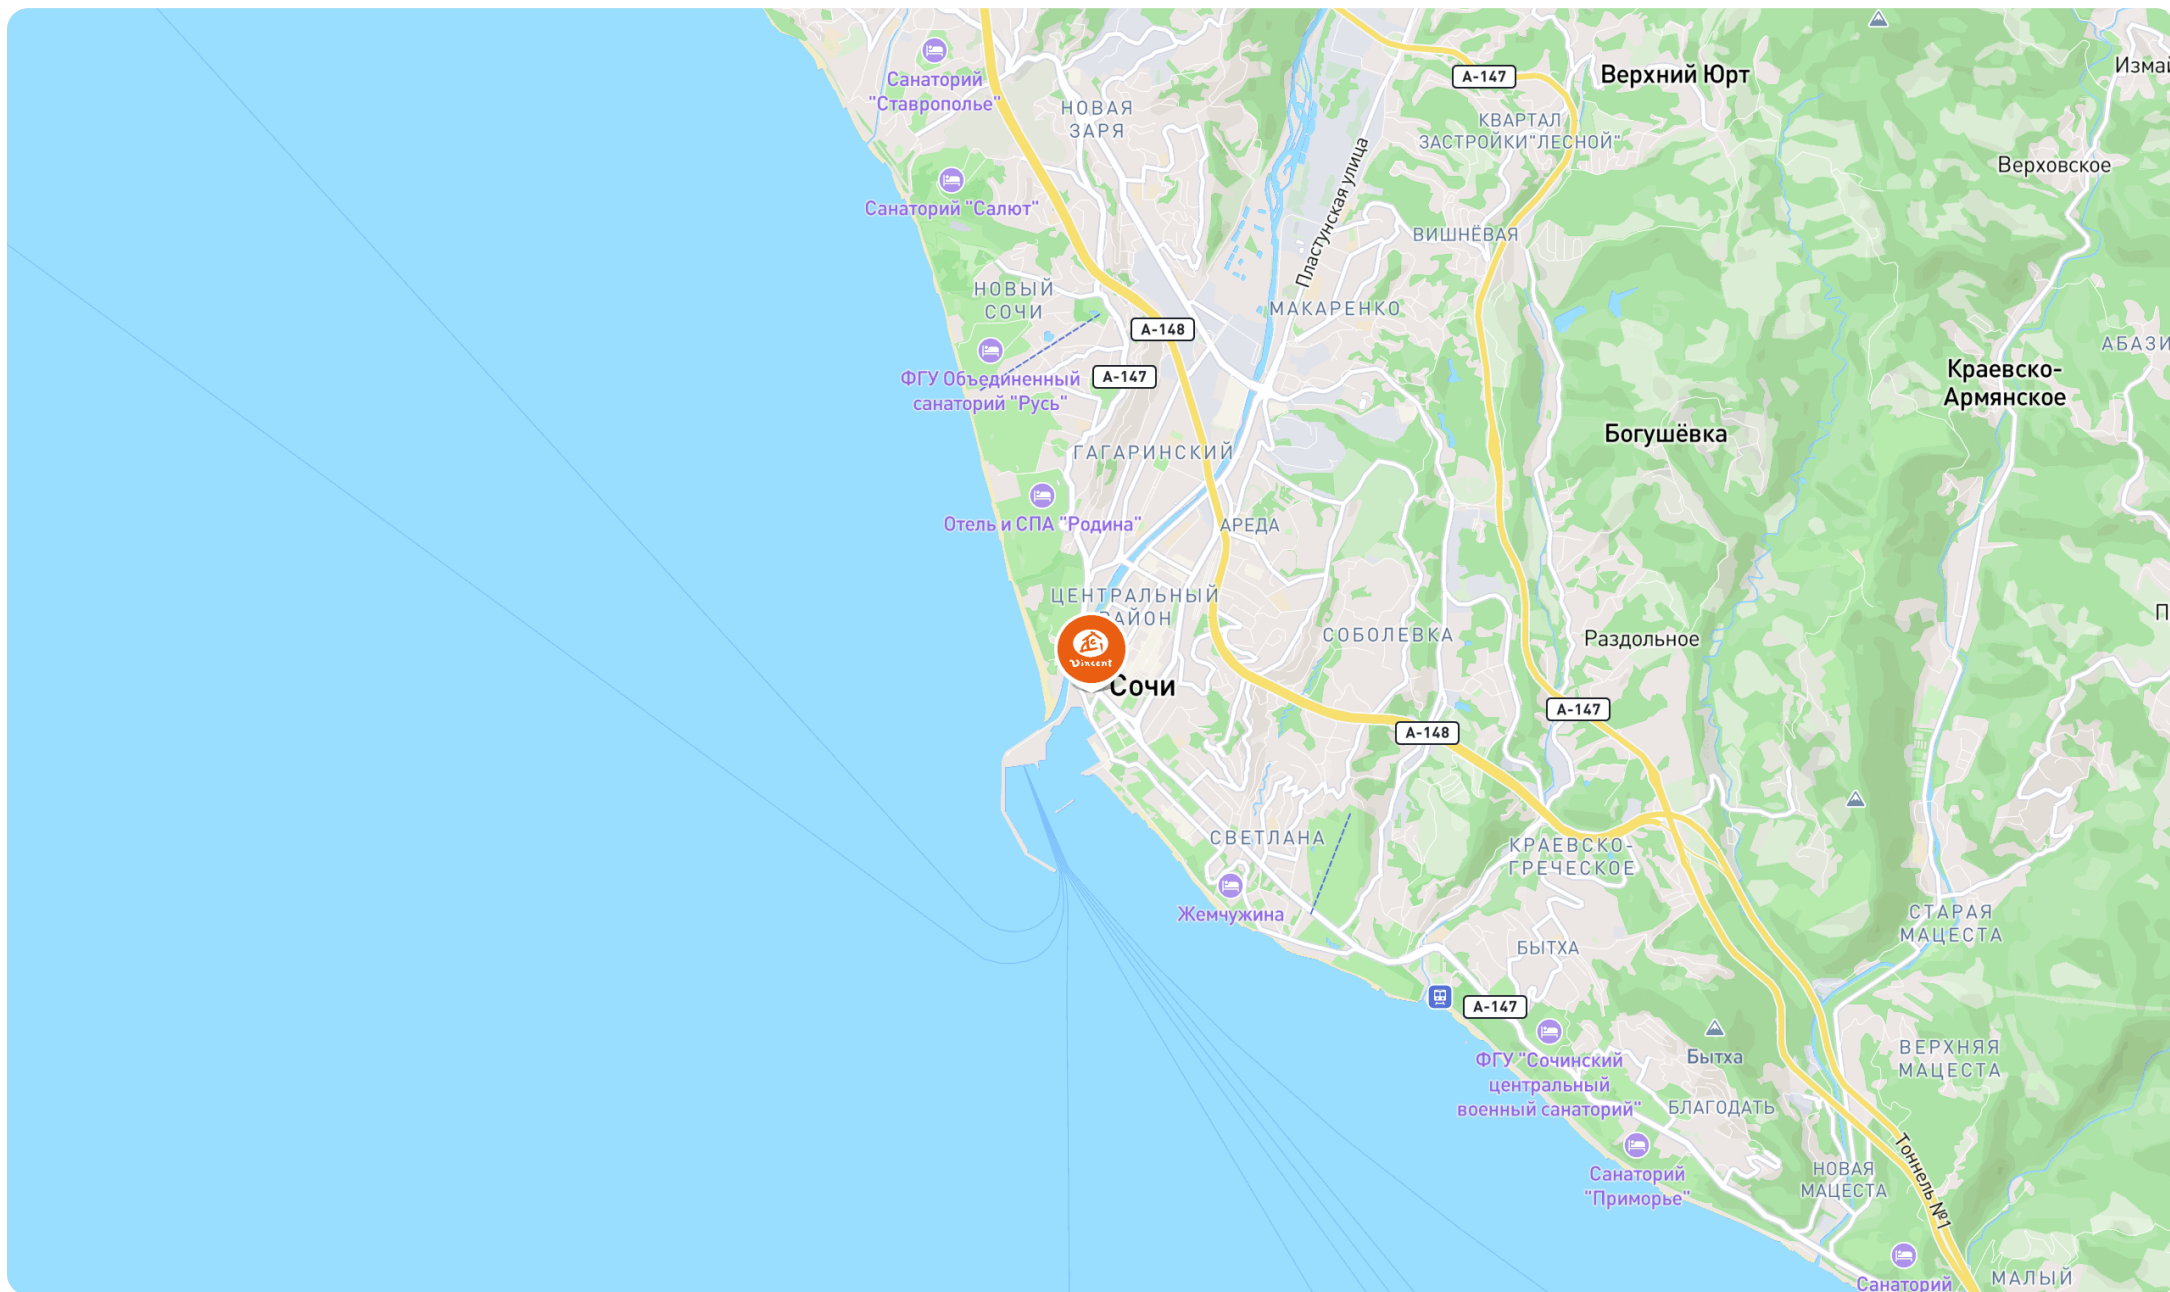 Санаторий
"Ставрополье"
НОВАЯ
ЗАРЯ
А-147
Верхний Юрт
КВАРТАЛ
ЗАСТРОЙКИ"ЛЕСНОЙ"
Верховское
Санаторий "Салют"
Пластунская улица
ВИШНЁВАЯ
НОВЫЙ
СОЧИ
МАКАРЕНКО
А-148
А-147
ФГУ Объединенный
санаторий "Русь"
Краевско-
Армянское
Богушёвка
ГАГАРИНСКИЙ
Отель и СПА "Родина"
АРЕДА
ЦЕНТРАЛЬНЫЙ
РАЙОН
Vincent
Сочи
СОБОЛЕВКА
Раздольное
А-147
А-148
СВЕТЛАНА
КРАЕВСКО-
ГРЕЧЕСКОЕ
Жемчужина
СТАРАЯ
МАЦЕСТА
БЫТХА
А-147
ФГУ "Сочинский
центральный
военный санаторий"
Бытха
ВЕРХНЯЯ
МАЦЕСТА
БЛАГОДАТЬ
Санаторий
"Приморье"
НОВАЯ
МАЦЕСТА
Тоннель №1
Санаторий
МАЛЫЙ